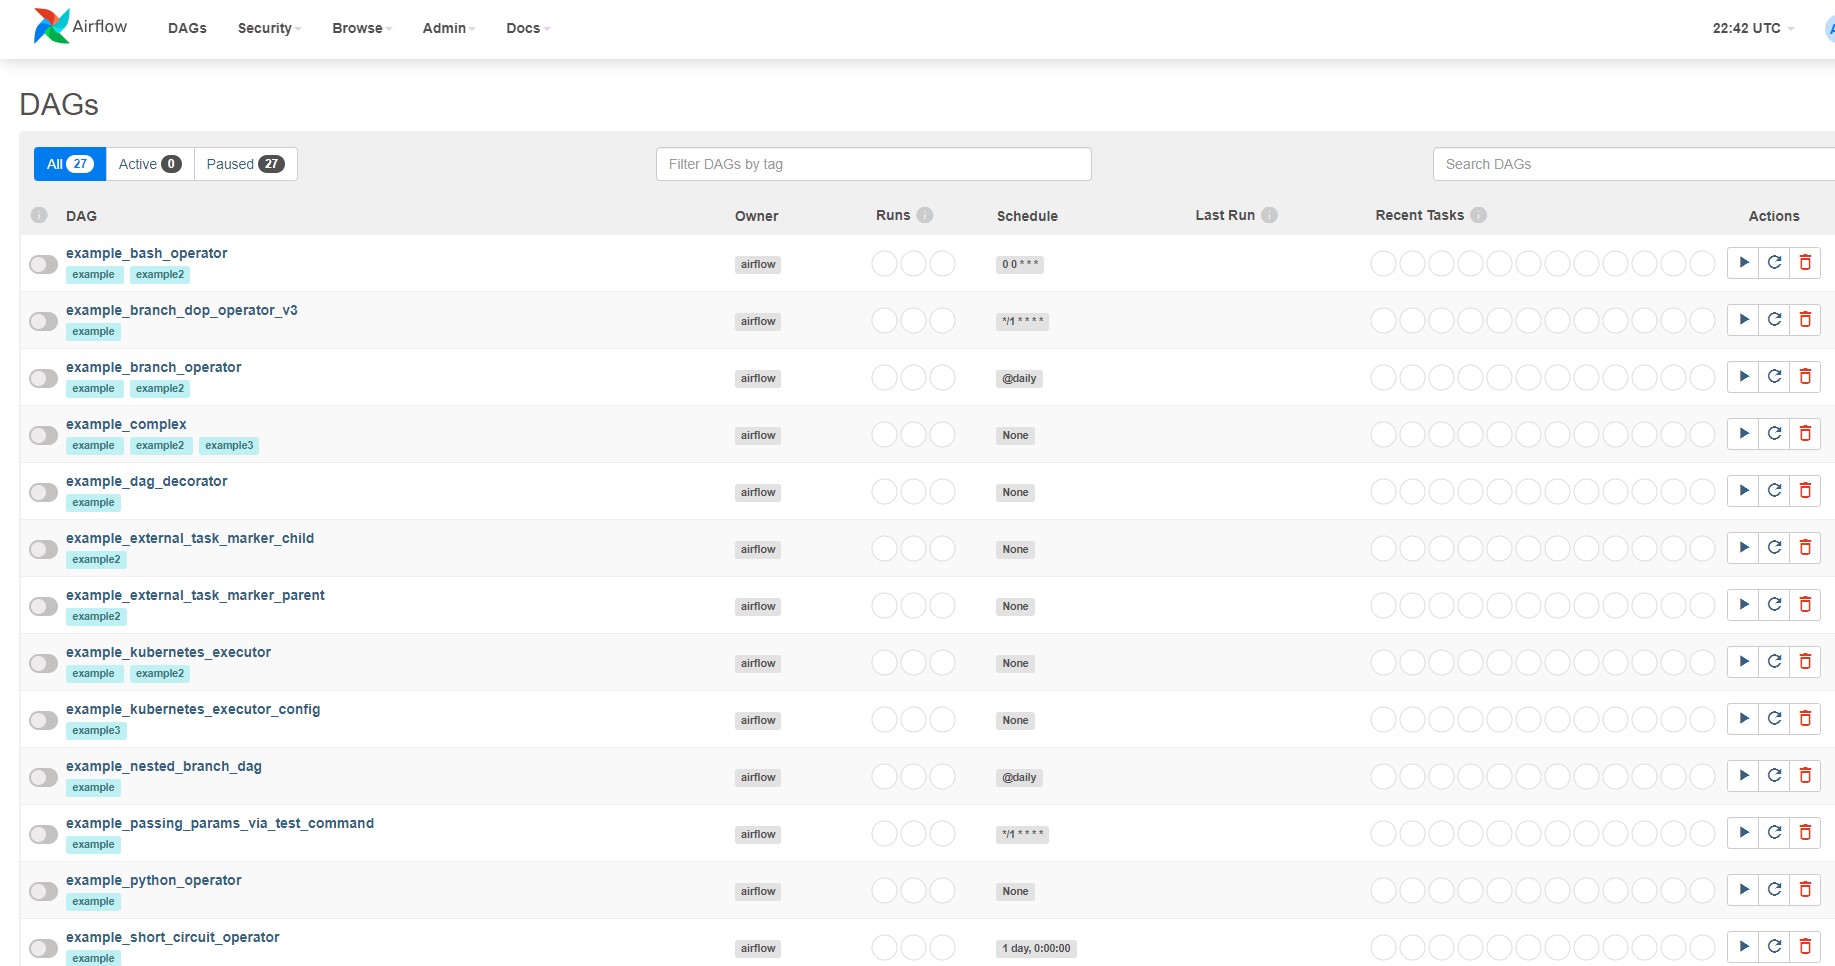 Airflow DAGs Security Browse Admin Docs 22:42 UTC
DAGs
All 27 Active 0 Paused 27 Filter DAGs by tag Search DAGs
DAG Owner Runs Schedule Last Run Recent Tasks Actions
example_bash_operator
example example2 airflow 0 0 * * *
example_branch_dop_operator_v3
example airflow */1 * * * *
example_branch_operator
example example2 airflow @daily
example_complex
example example2 example3 airflow None
example_dag_decorator
example airflow None
example_external_task_marker_child
example2 airflow None
example_external_task_marker_parent
example2 airflow None
example_kubernetes_executor
example example2 airflow None
example_kubernetes_executor_config
example3 airflow None
example_nested_branch_dag
example airflow @daily
example_passing_params_via_test_command
example airflow */1 * * * *
example_python_operator
example airflow None
example_short_circuit_operator
example airflow 1 day, 0:00:00